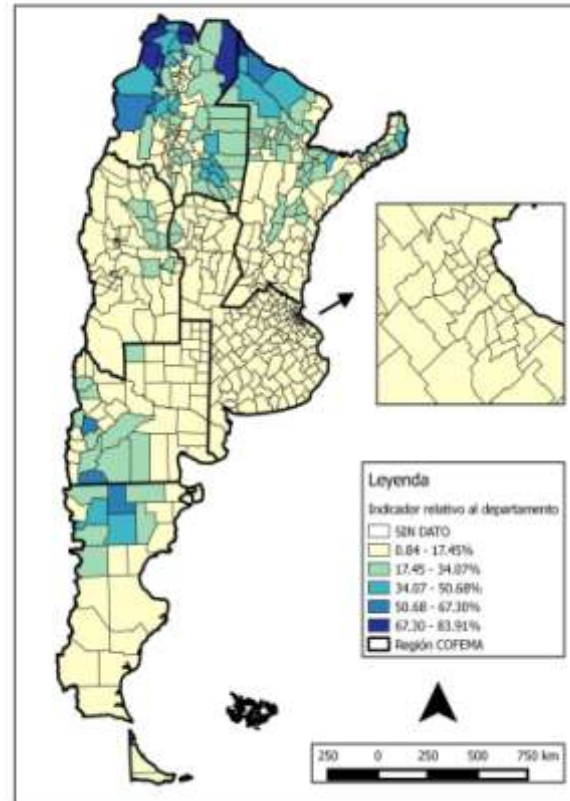 Leyenda
Indicador relativo al departamento
SIN DATO
0.84 - 17.45%
17.45 - 34.07%
34.07 - 50.68%
50.68 - 67.30%
67.30 - 83.91%
Región COFEMA
250 0 250 500 750 km